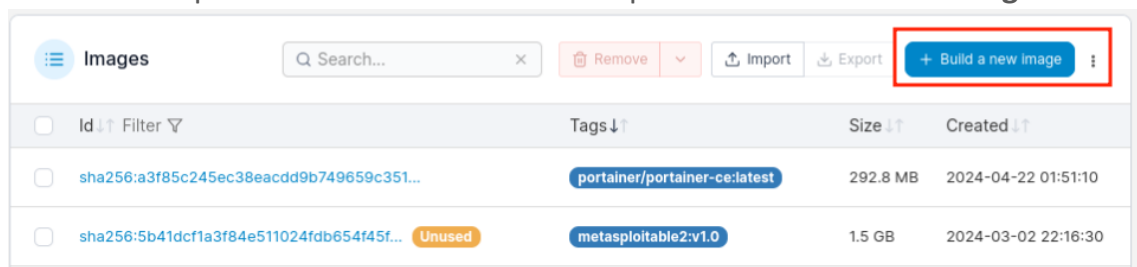 Images Search... × Remove Import Export + Build a new image
Id Filter Tags Size Created
sha256:a3f85c245ec38eacdd9b749659c351... portainer/portainer-ce:latest 292.8 MB 2024-04-22 01:51:10
sha256:5b41dcf1a3f84e511024fdb654f45f... Unused metasploitable2:v1.0 1.5 GB 2024-03-02 22:16:30